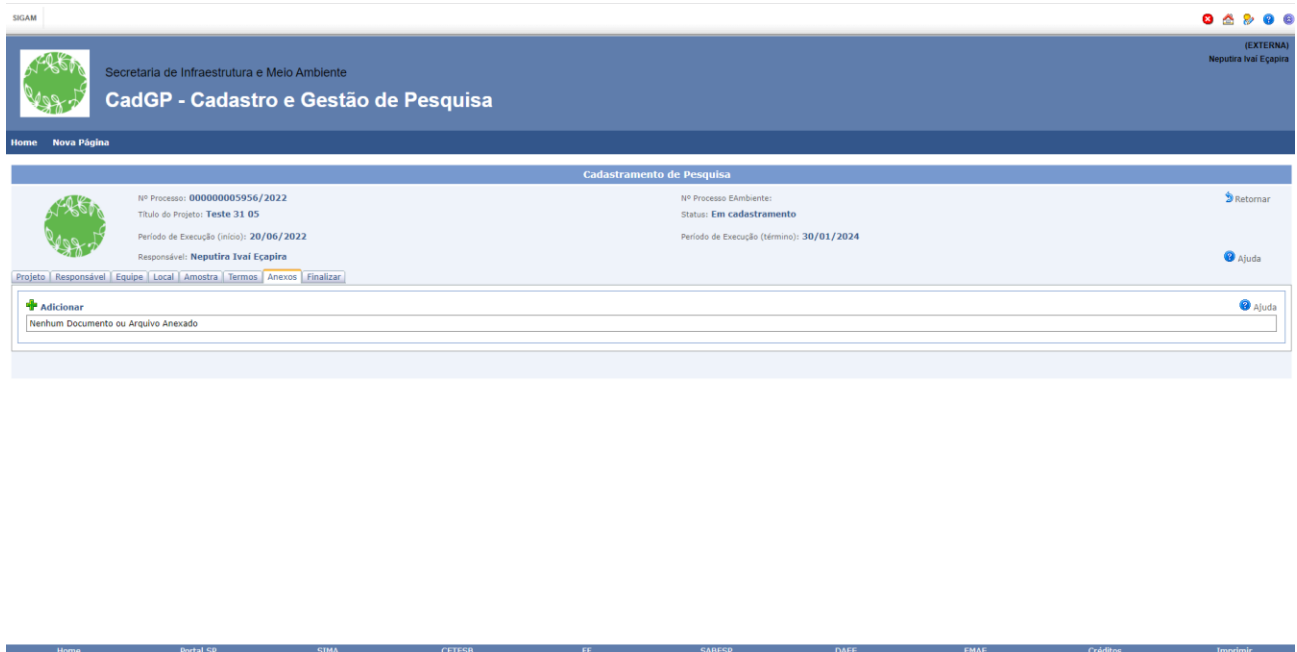 SIGAM
(EXTERNA)
Neputira Ivaí Eçapira
Secretaria de Infraestrutura e Meio Ambiente
CadGP - Cadastro e Gestão de Pesquisa
Home Nova Página
Cadastramento de Pesquisa
Nº Processo: 000000005956/2022 Nº Processo EAmbiente: Retornar
Título do Projeto: Teste 31 05 Status: Em cadastramento
Período de Execução (início): 20/06/2022 Período de Execução (término): 30/01/2024
Responsável: Neputira Ivaí Eçapira Ajuda
Projeto Responsável Equipe Local Amostra Termos Anexos Finalizar
Adicionar Ajuda
Nenhum Documento ou Arquivo Anexado
Home Portal SP SIMA CETESB FF SABESP DAEE EMAE Créditos Imprimir